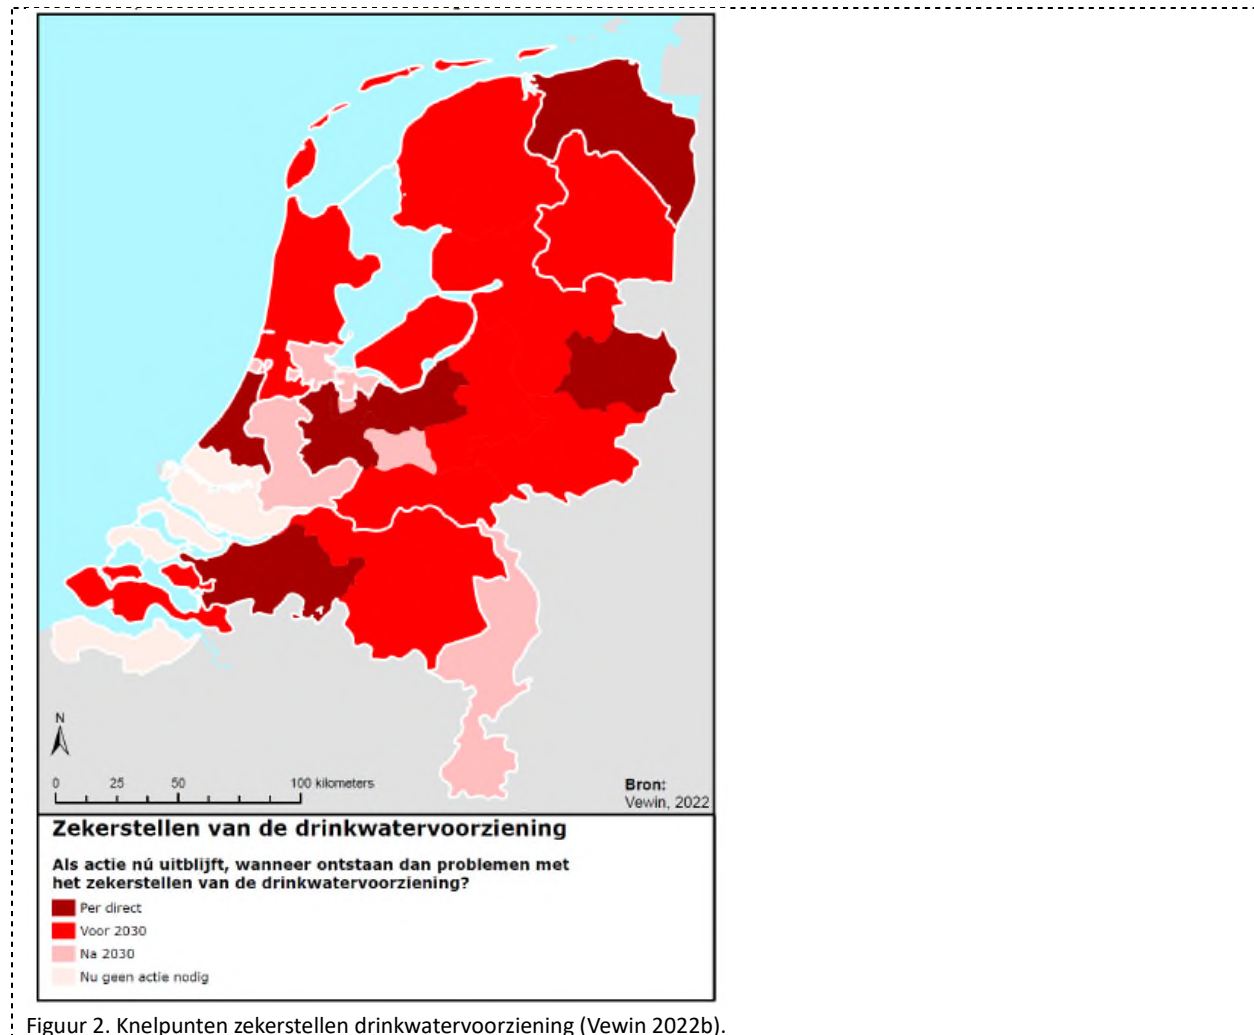 N
0 25 50 100 kilometers
Bron:
Vewin, 2022
Zekerstellen van de drinkwatervoorziening
Als actie nú uitblijft, wanneer ontstaan dan problemen met
het zekerstellen van de drinkwatervoorziening?
Per direct
Voor 2030
Na 2030
Nu geen actie nodig
Figuur 2. Knelpunten zekerstellen drinkwatervoorziening (Vewin 2022b).